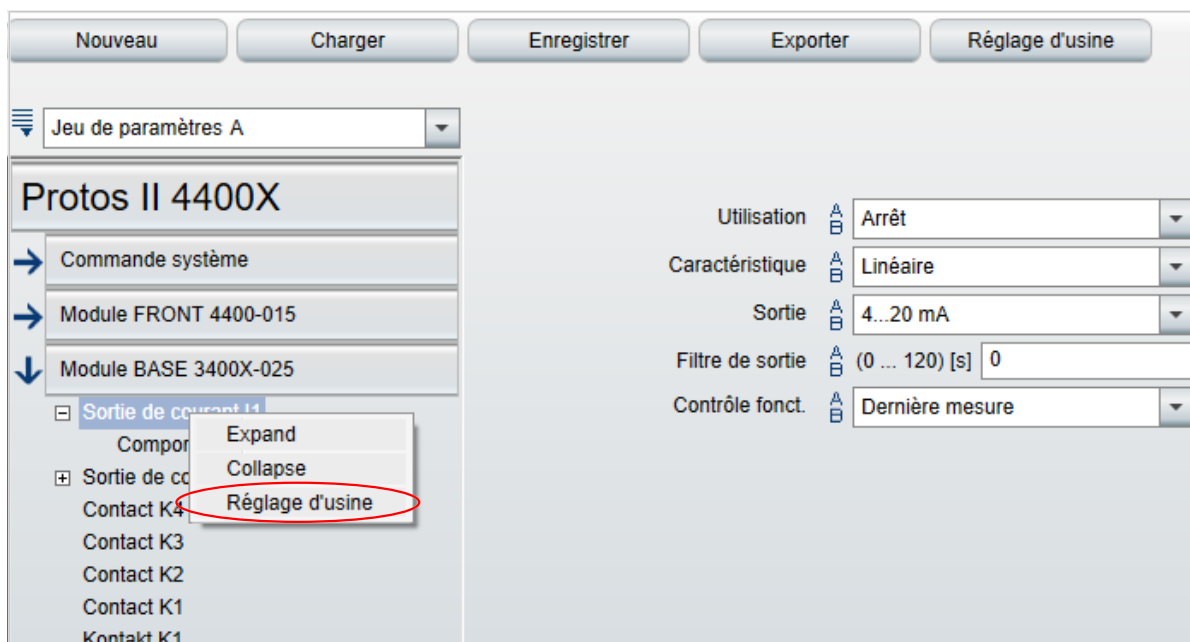 Nouveau Charger Enregistrer Exporter Réglage d'usine
Jeu de paramètres A
Protos II 4400X
Commande système
Module FRONT 4400-015
Module BASE 3400X-025
Sortie de courant I1
Compor
Sortie de co
Contact K4
Contact K3
Contact K2
Contact K1
Kontakt K1
Expand
Collapse
Réglage d'usine
Utilisation A B Arrêt
Caractéristique A B Linéaire
Sortie A B 4...20 mA
Filtre de sortie A B (0 ... 120) [s] 0
Contrôle fonct. A B Dernière mesure